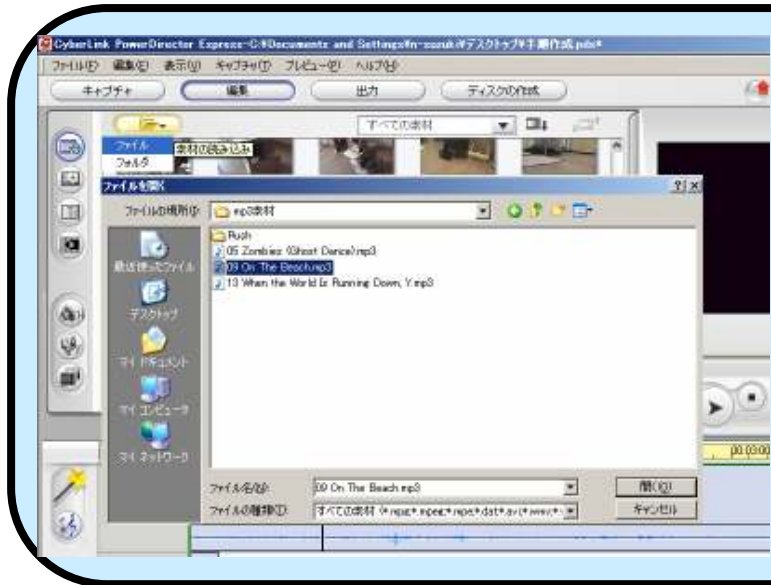 CyberLink PowerDirector Express-C:¥Documents and Settings¥n-suzuki¥デスクトップ¥手順作成.pds*
ファイル(F) 編集(E) 表示(V) キャプチャ(T) プレビュー(P) ヘルプ(H)
キャプチャ 編集 出力 ディスクの作成
すべての素材
ファイル
素材の読み込み
フォルダ
ファイルを開く
ファイルの場所(I): mp3素材
Rush
05 Zombies (Ghost Dance).mp3
09 On The Beach.mp3
13 When the World Is Running Down, Y.mp3
最近使ったファイル
デスクトップ
マイ ドキュメント
マイ コンピュータ
マイ ネットワーク
ファイル名(N): 09 On The Beach.mp3 開く(O)
ファイルの種類(T): すべての素材 (*.mpg;*.mpeg;*.mpe;*.dat;*.avi;*.wmv;*. キャンセル